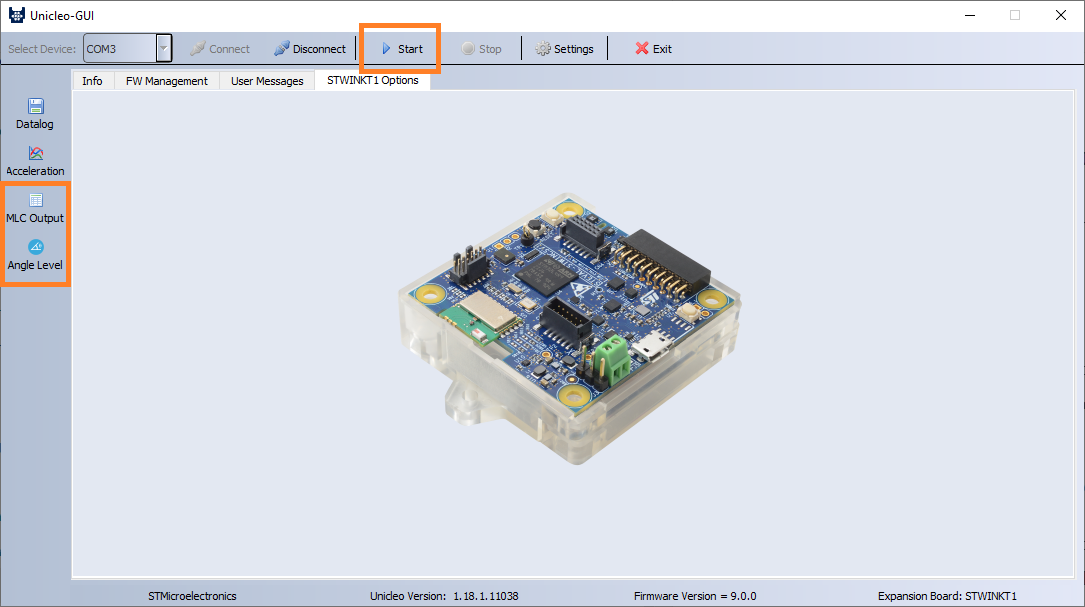 Unicleo-GUI
Select Device: COM3 Connect Disconnect Start Stop Settings Exit
Info FW Management User Messages STWINKT1 Options
Datalog
Acceleration
MLC Output
Angle Level
STMicroelectronics Unicleo Version: 1.18.1.11038 Firmware Version = 9.0.0 Expansion Board: STWINKT1